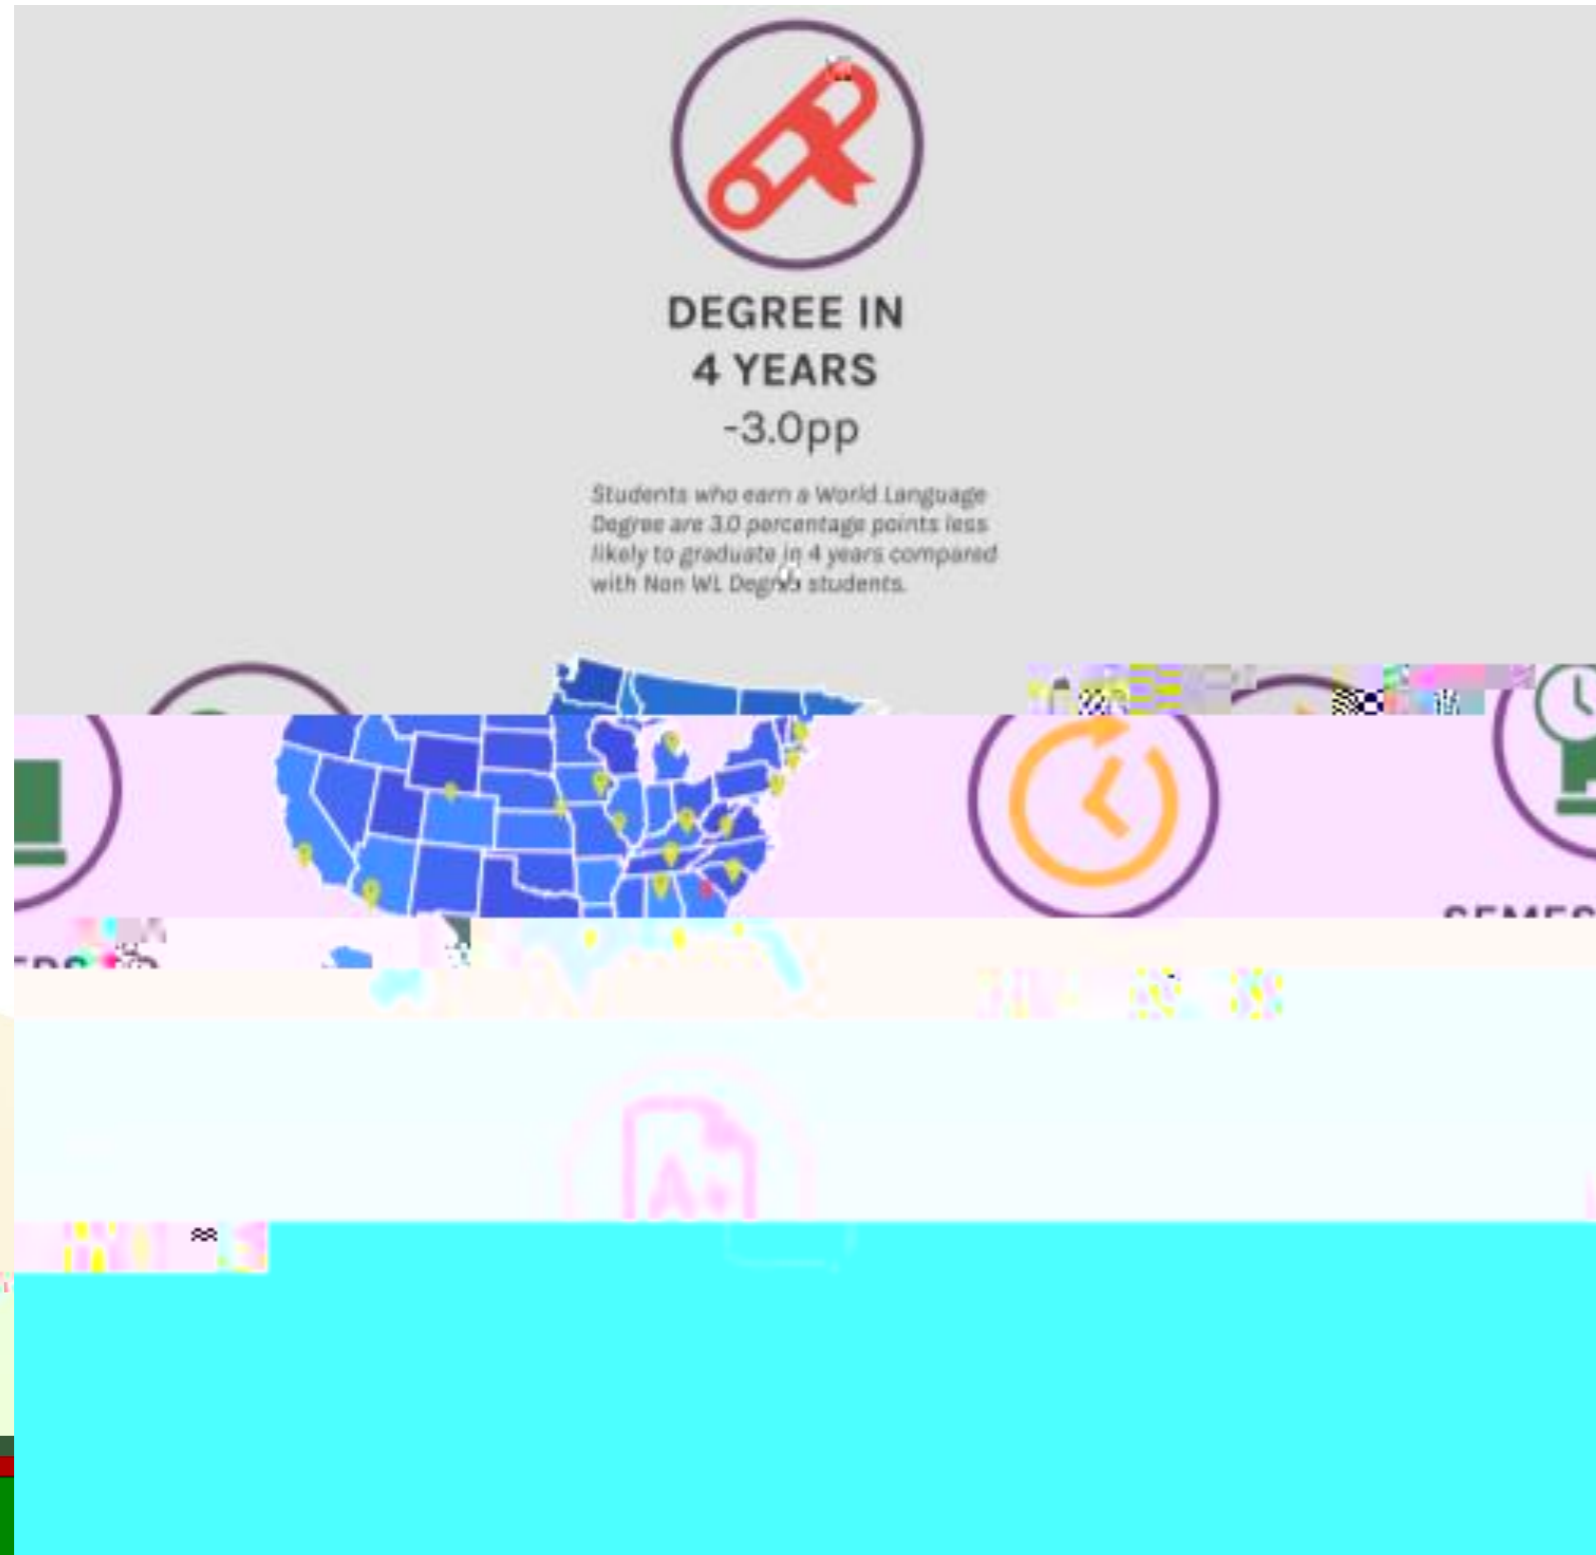 DEGREE IN
4 YEARS
-3.0pp
Students who earn a World Language
Degree are 3.0 percentage points less
likely to graduate in 4 years compared
with Non WL Degree students.
A+